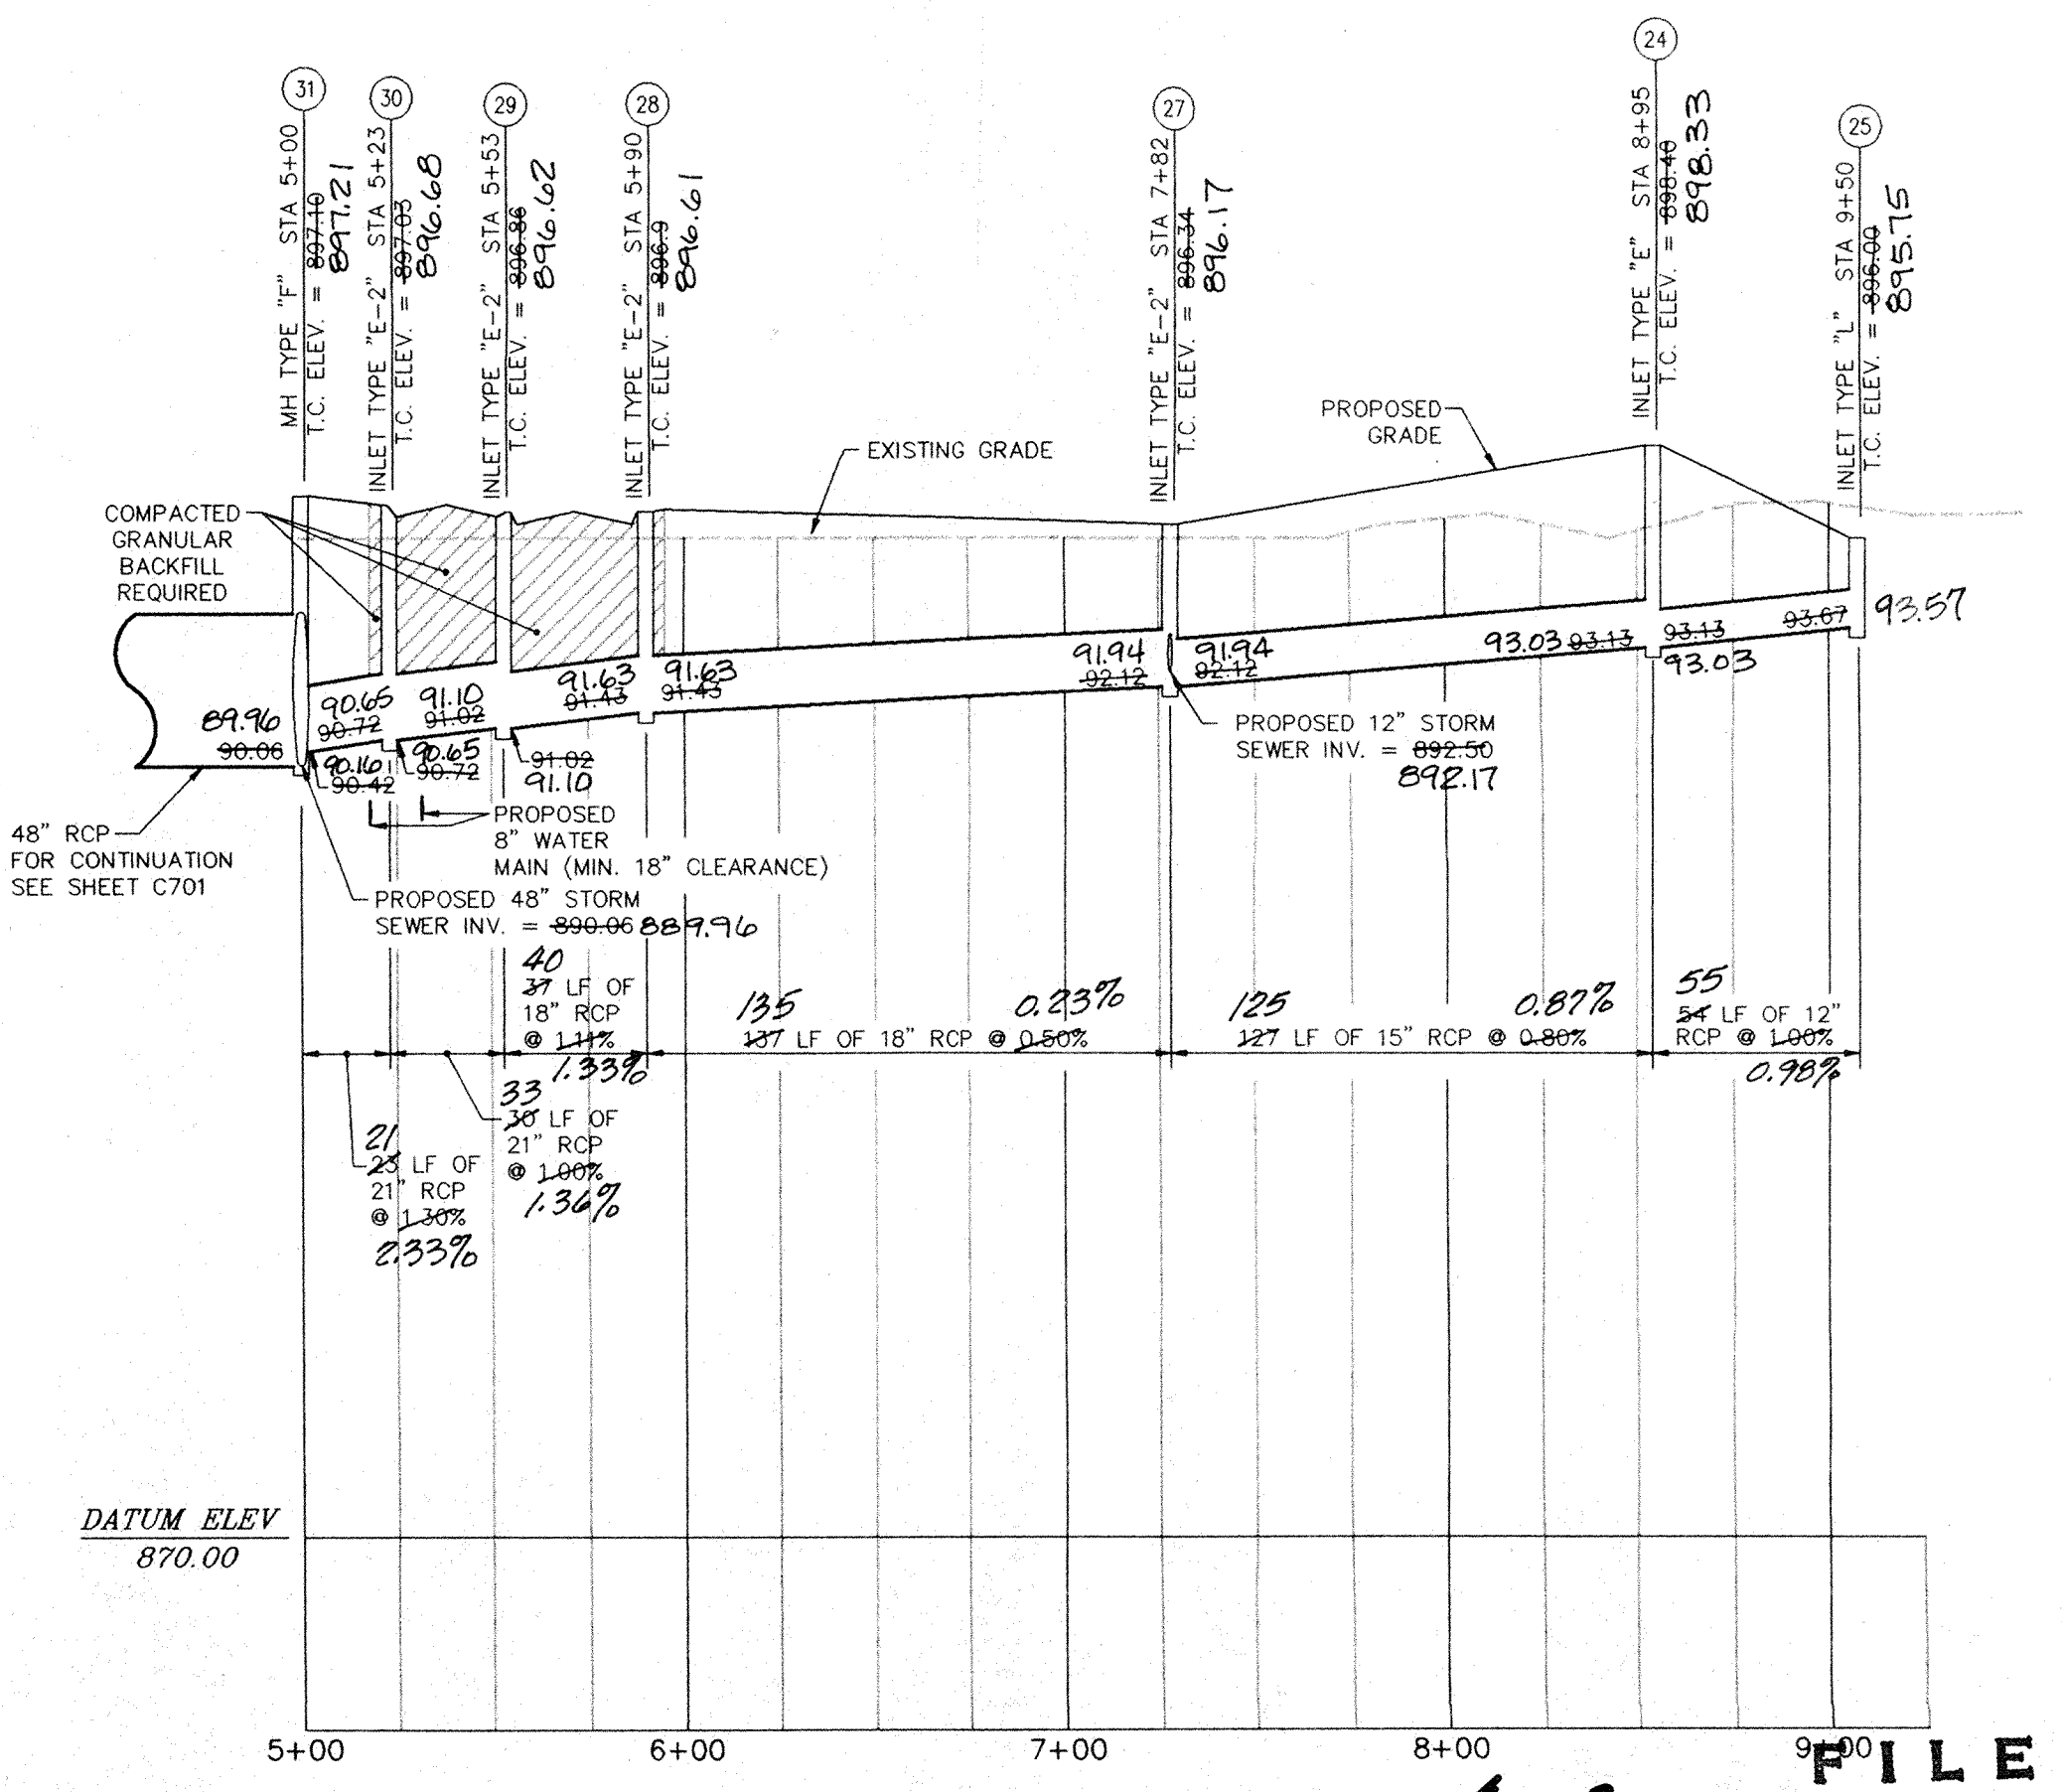 31
MH TYPE "F" STA 5+00
T.C. ELEV. = 897.10
897.21
30
INLET TYPE "E-2" STA 5+23
T.C. ELEV. = 897.03
896.68
29
INLET TYPE "E-2" STA 5+53
T.C. ELEV. = 896.86
896.62
28
INLET TYPE "E-2" STA 5+90
T.C. ELEV. = 896.9
896.61
27
INLET TYPE "E-2" STA 7+82
T.C. ELEV. = 896.34
896.17
24
INLET TYPE "E" STA 8+95
T.C. ELEV. = 898.40
898.33
25
INLET TYPE "L" STA 9+50
T.C. ELEV. = 896.00
895.75
PROPOSED
GRADE
EXISTING GRADE
COMPACTED
GRANULAR
BACKFILL
REQUIRED
89.96
90.06
90.65
90.72
90.16
90.42
91.10
91.02
90.65
90.72
91.63
91.43
91.02
91.10
91.63
91.43
91.94
92.12
91.94
92.12
93.03 93.13
93.13
93.03
93.67
93.57
PROPOSED 12" STORM
SEWER INV. = 892.50
892.17
48" RCP
FOR CONTINUATION
SEE SHEET C701
PROPOSED
8" WATER
MAIN (MIN. 18" CLEARANCE)
PROPOSED 48" STORM
SEWER INV. = 890.06 889.96
40
37 LF OF
18" RCP
@ 1.11%
1.33%
135 0.23%
137 LF OF 18" RCP @ 0.50%
125 0.87%
127 LF OF 15" RCP @ 0.80%
55
54 LF OF 12"
RCP @ 1.00%
0.98%
33
30 LF OF
21" RCP
@ 1.00%
1.36%
21
23 LF OF
21" RCP
@ 1.30%
2.33%
DATUM ELEV
870.00
5+00 6+00 7+00 8+00 9+00
FILE